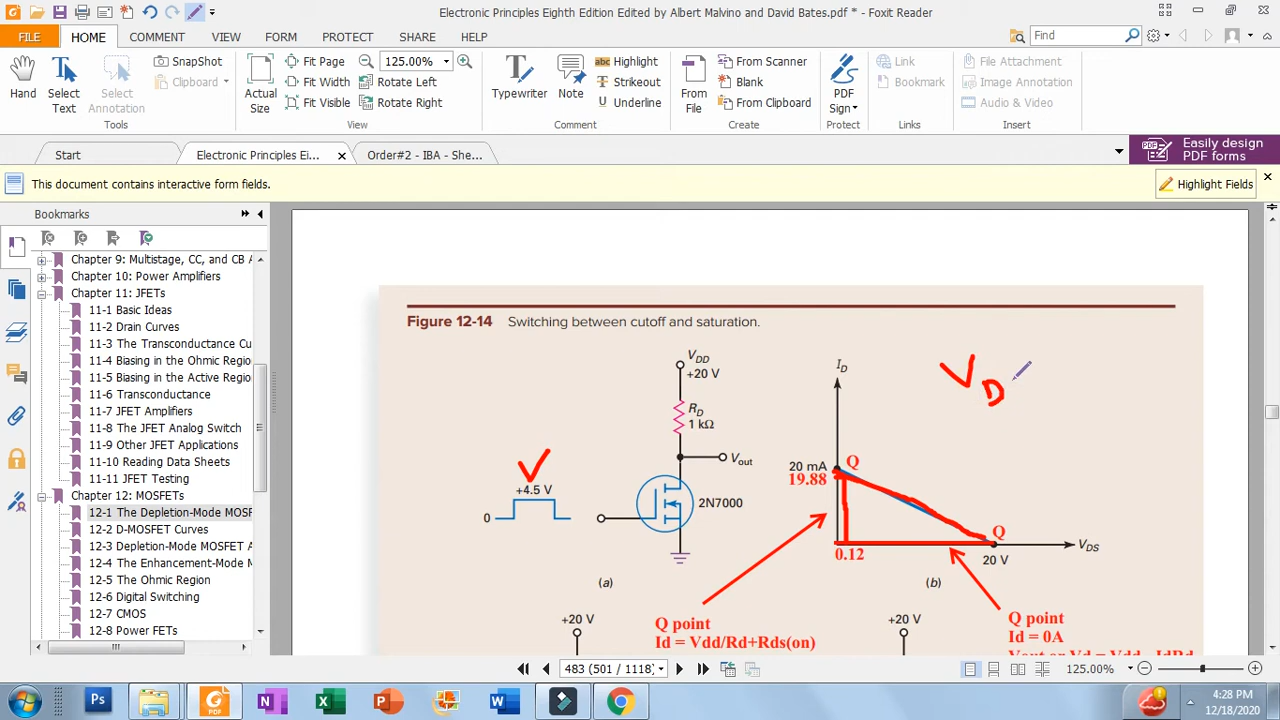 Electronic Principles Eighth Edition Edited by Albert Malvino and David Bates.pdf * - Foxit Reader
FILE HOME COMMENT VIEW FORM PROTECT SHARE HELP
Find
Hand
Select Text
Select Annotation
SnapShot
Clipboard
Tools
Actual Size
Fit Page
Fit Width
Fit Visible
125.00%
Rotate Left
Rotate Right
View
Typewriter
Note
Highlight
Strikeout
Underline
Comment
From File
From Scanner
Blank
From Clipboard
Create
PDF Sign
Protect
Link
Bookmark
Links
File Attachment
Image Annotation
Audio & Video
Insert
Start
Electronic Principles Ei...
Order#2 - IBA - She...
Easily design
PDF forms
This document contains interactive form fields.
Highlight Fields
Bookmarks
Chapter 9: Multistage, CC, and CB A
Chapter 10: Power Amplifiers
Chapter 11: JFETs
11-1 Basic Ideas
11-2 Drain Curves
11-3 The Transconductance Cu
11-4 Biasing in the Ohmic Regio
11-5 Biasing in the Active Regio
11-6 Transconductance
11-7 JFET Amplifiers
11-8 The JFET Analog Switch
11-9 Other JFET Applications
11-10 Reading Data Sheets
11-11 JFET Testing
Chapter 12: MOSFETs
12-1 The Depletion-Mode MOSF
12-2 D-MOSFET Curves
12-3 Depletion-Mode MOSFET A
12-4 The Enhancement-Mode M
12-5 The Ohmic Region
12-6 Digital Switching
12-7 CMOS
12-8 Power FETs
Figure 12-14 Switching between cutoff and saturation.
VDD
+20 V
RD
1 kΩ
Vout
+4.5 V
0
2N7000
(a)
ID
VD
20 mA
19.88
Q
Q
0.12
20 V
VDS
(b)
+20 V
Q point
Id = Vdd/Rd+Rds(on)
+20 V
Q point
Id = 0A
Vout or Vd = Vdd - IdRd
483 (501 / 1118)
125.00%
4:28 PM
12/18/2020